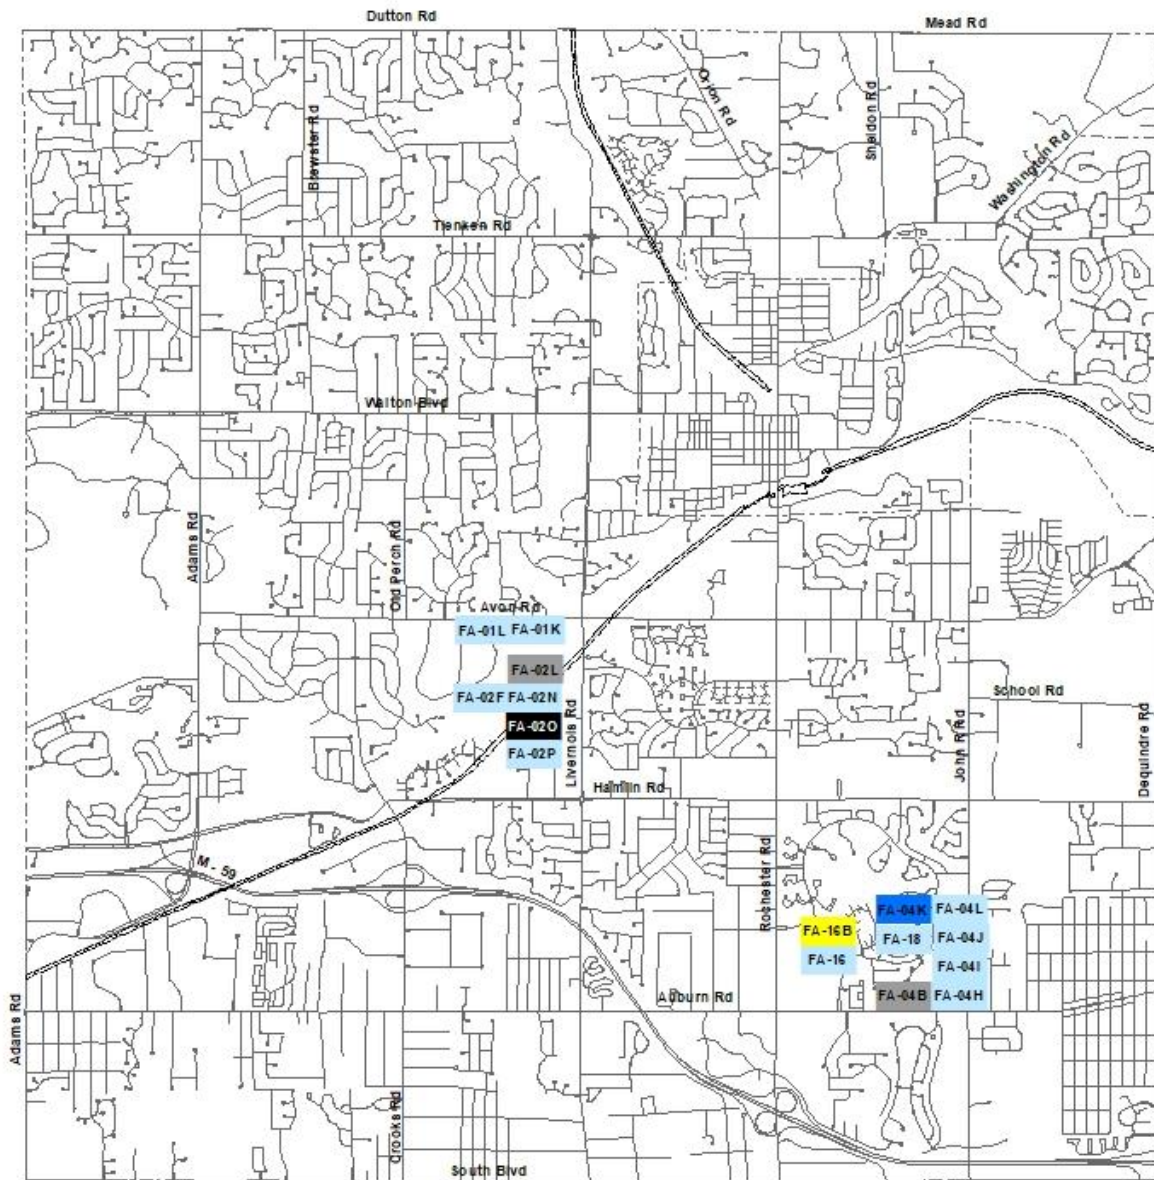 Dutton Rd
Mead Rd
Orion Rd
Sheldon Rd
Brewster Rd
Washington Rd
Tienken Rd
Walton Blvd
Adams Rd
Old Perch Rd
Avon Rd
FA-01L FA-01K
FA-02L
FA-02F FA-02N
FA-02O
FA-02P
Livernois Rd
School Rd
John R Rd
Dequindre Rd
Hamlin Rd
M - 59
Rochester Rd
FA-04K FA-04L
FA-16B
FA-18 FA-04J
FA-16
FA-04I
FA-04B FA-04H
Auburn Rd
Adams Rd
Crooks Rd
South Blvd